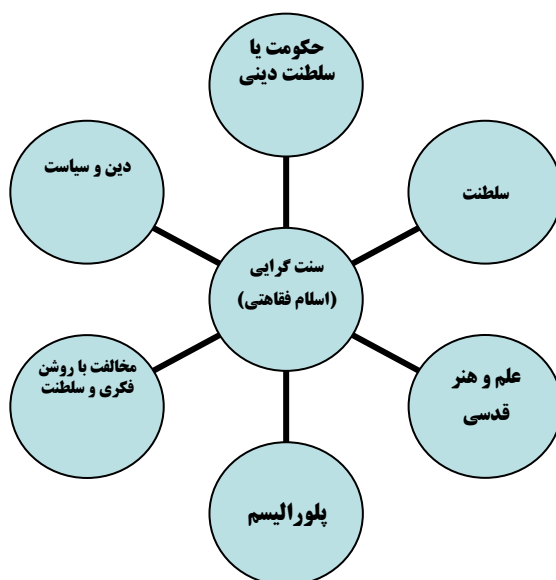 حکومت یا
سلطنت دینی
سلطنت
دین و سیاست
سنت گرایی
(اسلام فقاهتی)
علم و هنر
قدسی
مخالفت با روشن
فکری و سلطنت
پلورالیسم